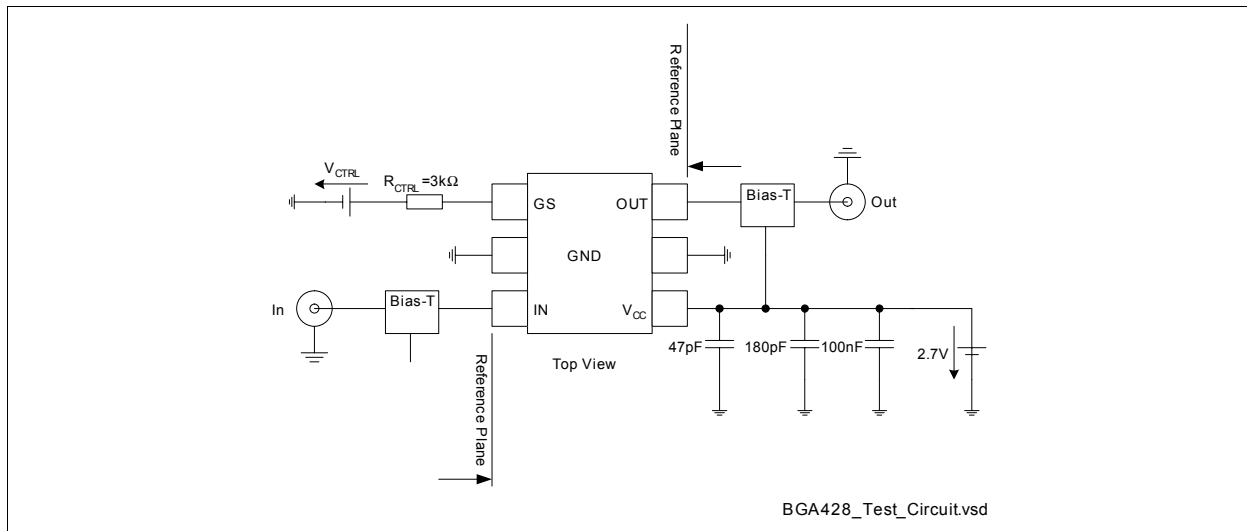 Reference Plane
V_CTRL
R_CTRL =3kΩ
GS
OUT
Bias-T
Out
GND
In
Bias-T
IN
V_CC
47pF
180pF
100nF
2.7V
Top View
Reference Plane
BGA428_Test_Circuit.vsd